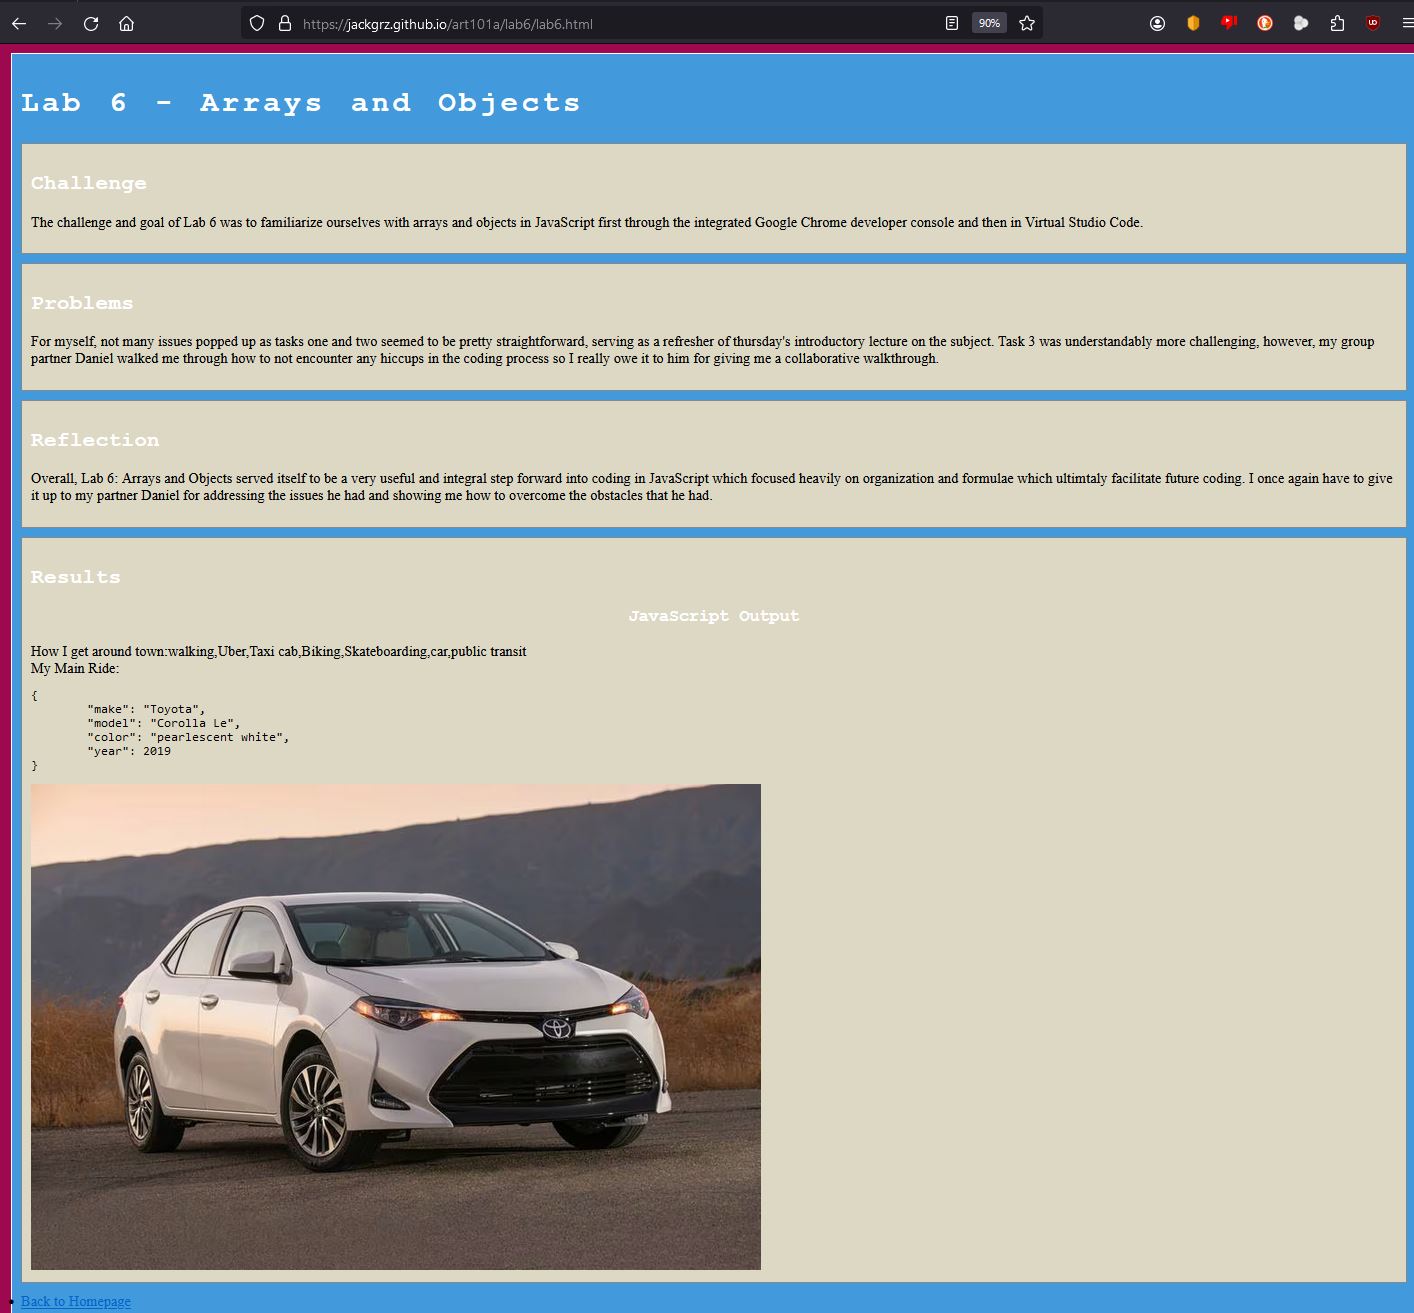 https://jackgrz.github.io/art101a/lab6/lab6.html
90%
Lab 6 - Arrays and Objects
Challenge
The challenge and goal of Lab 6 was to familiarize ourselves with arrays and objects in JavaScript first through the integrated Google Chrome developer console and then in Virtual Studio Code.
Problems
For myself, not many issues popped up as tasks one and two seemed to be pretty straightforward, serving as a refresher of thursday's introductory lecture on the subject. Task 3 was understandably more challenging, however, my group
partner Daniel walked me through how to not encounter any hiccups in the coding process so I really owe it to him for giving me a collaborative walkthrough.
Reflection
Overall, Lab 6: Arrays and Objects served itself to be a very useful and integral step forward into coding in JavaScript which focused heavily on organization and formulae which ultimtaly facilitate future coding. I once again have to give
it up to my partner Daniel for addressing the issues he had and showing me how to overcome the obstacles that he had.
Results
JavaScript Output
How I get around town:walking,Uber,Taxi cab,Biking,Skateboarding,car,public transit
My Main Ride:
{
"make": "Toyota",
"model": "Corolla Le",
"color": "pearlescent white",
"year": 2019
}
Back to Homepage